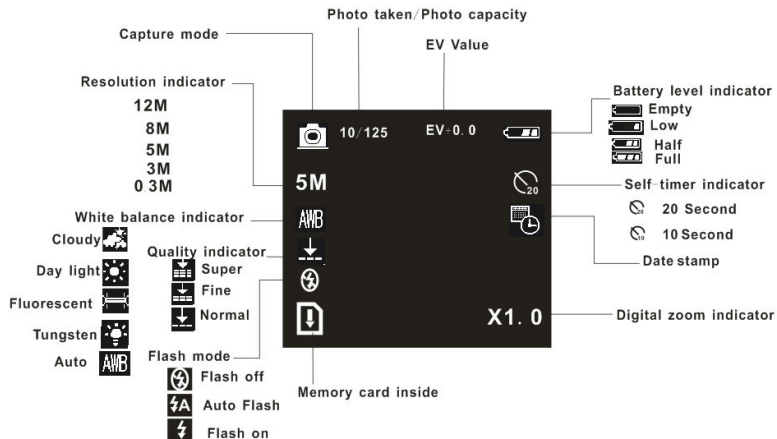 Photo taken/Photo capacity
Capture mode
EV Value
Resolution indicator
12M
8M
5M
3M
0 3M
Battery level indicator
Empty
Low
Half
Full
10/125
EV+0. 0
5M
20
Self-timer indicator
20 20 Second
10 10 Second
White balance indicator
AWB
Cloudy
Day light
Fluorescent
Tungsten
Auto AWB
Quality indicator
Super
Fine
Normal
Date stamp
X1. 0
Digital zoom indicator
Flash mode
Flash off
A Auto Flash
Flash on
Memory card inside